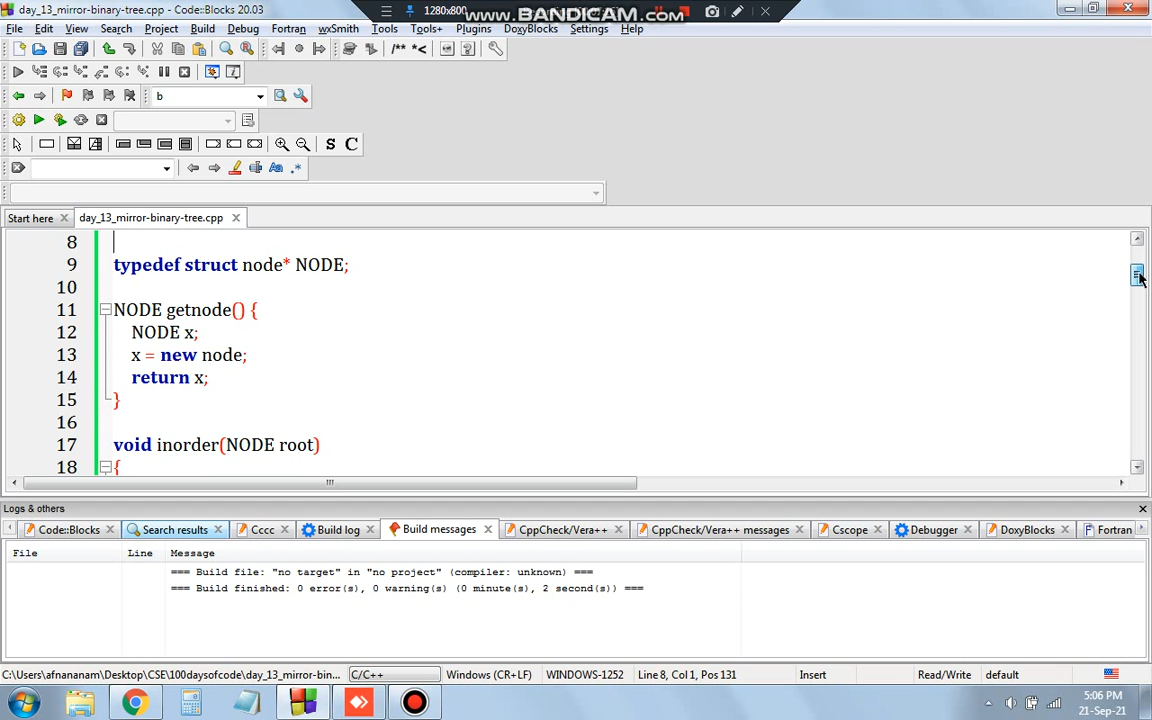 day_13_mirror-binary-tree.cpp - Code::Blocks 20.03
1280x800
www.BANDICAM.com
File Edit View Search Project Build Debug Fortran wxSmith Tools Tools+ Plugins DoxyBlocks Settings Help
/** *<
b
S C
Aa .*
Start here day_13_mirror-binary-tree.cpp
8
9 typedef struct node* NODE;
10
11 NODE getnode() {
12 NODE x;
13 x = new node;
14 return x;
15 }
16
17 void inorder(NODE root)
18 {
Logs & others
Code::Blocks Search results Cccc Build log Build messages CppCheck/Vera++ CppCheck/Vera++ messages Cscope Debugger DoxyBlocks Fortran
File Line Message
=== Build file: "no target" in "no project" (compiler: unknown) ===
=== Build finished: 0 error(s), 0 warning(s) (0 minute(s), 2 second(s)) ===
C:\Users\afnananam\Desktop\CSE\100daysofcode\day_13_mirror-bin... C/C++ Windows (CR+LF) WINDOWS-1252 Line 8, Col 1, Pos 131 Insert Read/Write default
5:06 PM
21-Sep-21